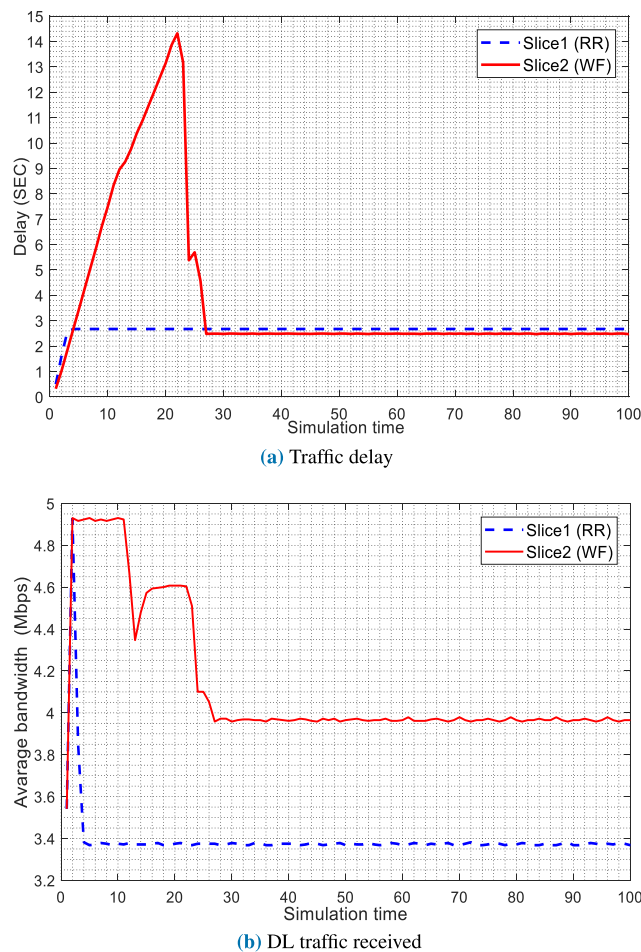 15
14
13
12
11
10
9
8
7
6
5
4
3
2
1
0
Delay (SEC)
Slice1 (RR)
Slice2 (WF)
0 10 20 30 40 50 60 70 80 90 100
Simulation time
(a) Traffic delay
5
4.8
4.6
4.4
4.2
4
3.8
3.6
3.4
3.2
Avarage bandwidth (Mbps)
Slice1 (RR)
Slice2 (WF)
0 10 20 30 40 50 60 70 80 90 100
Simulation time
(b) DL traffic received